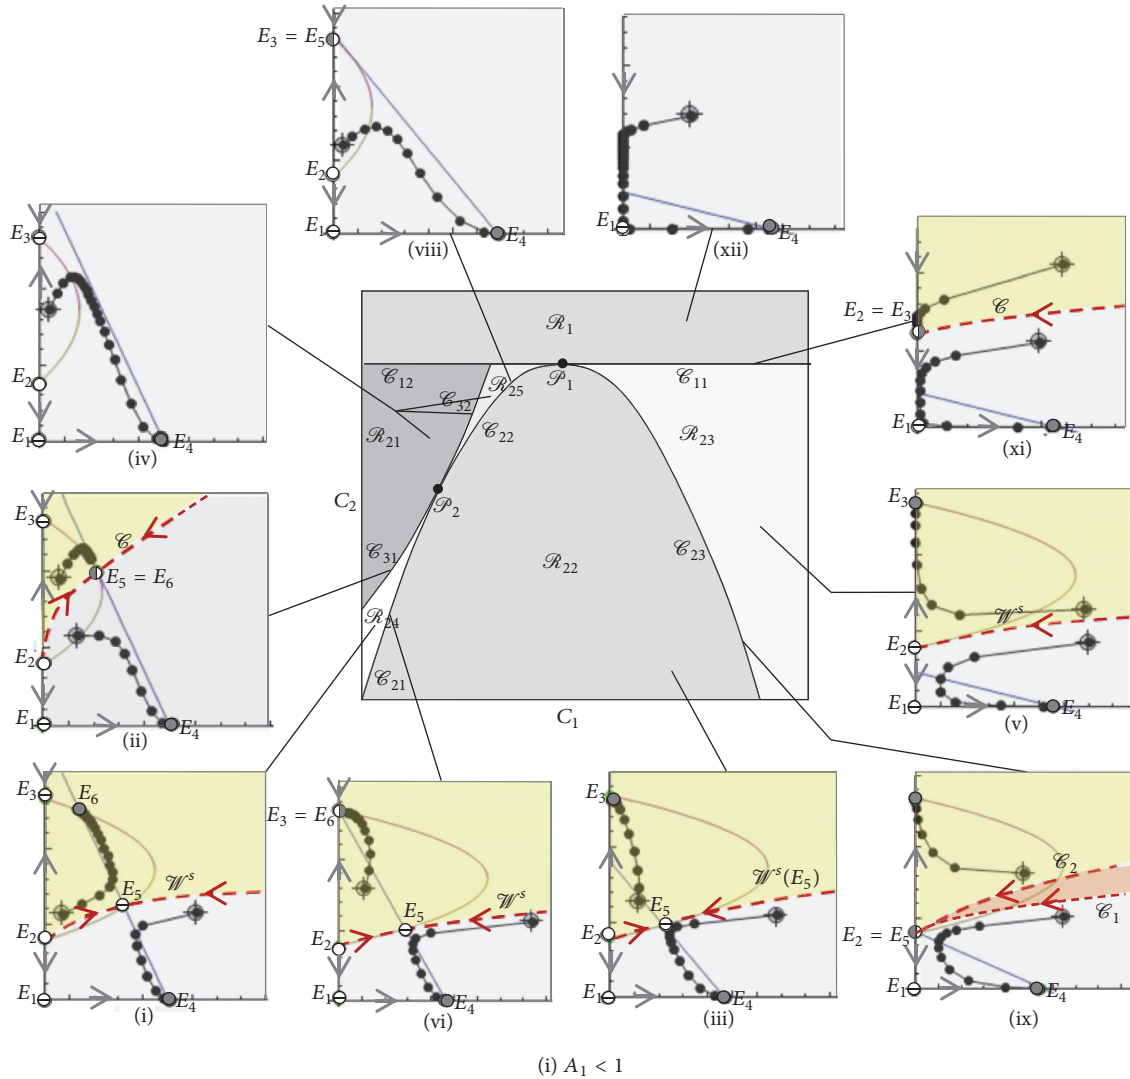 E3 = E5
E2
E1
E4
(viii)
E1
E4
(xii)
E3
E2
E1
E4
(iv)
E2 = E3
𝒞
E1
E4
(xi)
ℛ1
𝒞12
ℛ25
𝒫1
𝒞11
𝒞32
𝒞22
ℛ21
ℛ23
C2
𝒫2
𝒞31
ℛ22
𝒞23
ℛ24
𝒞21
C1
E3
𝒞
E5 = E6
E2
E1
E4
(ii)
E3
𝒲s
E2
E1
E4
(v)
E3
E6
E5
𝒲s
E2
E1
E4
(i)
E3 = E6
E5
𝒲s
E2
E1
E4
(vi)
E3
𝒲s(E5)
E5
E2
E1
E4
(iii)
𝒞2
𝒞1
E2 = E5
E1
E4
(ix)
(i) A1 < 1